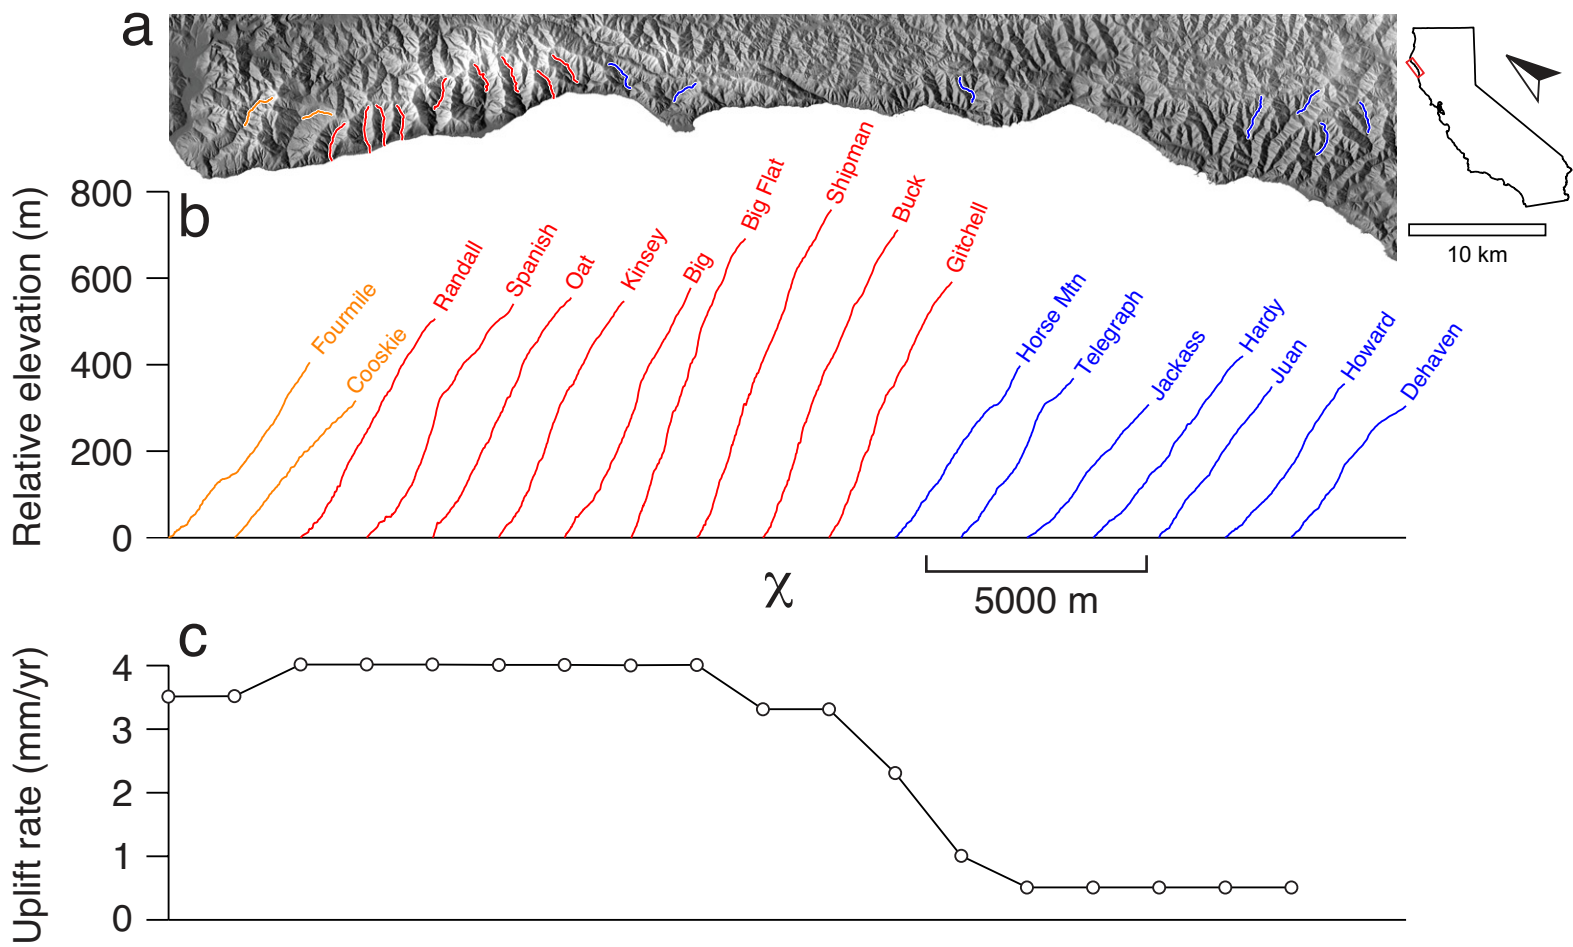 a
10 km
b
Relative elevation (m)
800
600
400
200
0
Fourmile
Cooskie
Randall
Spanish
Oat
Kinsey
Big
Big Flat
Shipman
Buck
Gitchell
Horse Mtn
Telegraph
Jackass
Hardy
Juan
Howard
Dehaven
χ
5000 m
c
Uplift rate (mm/yr)
4
3
2
1
0